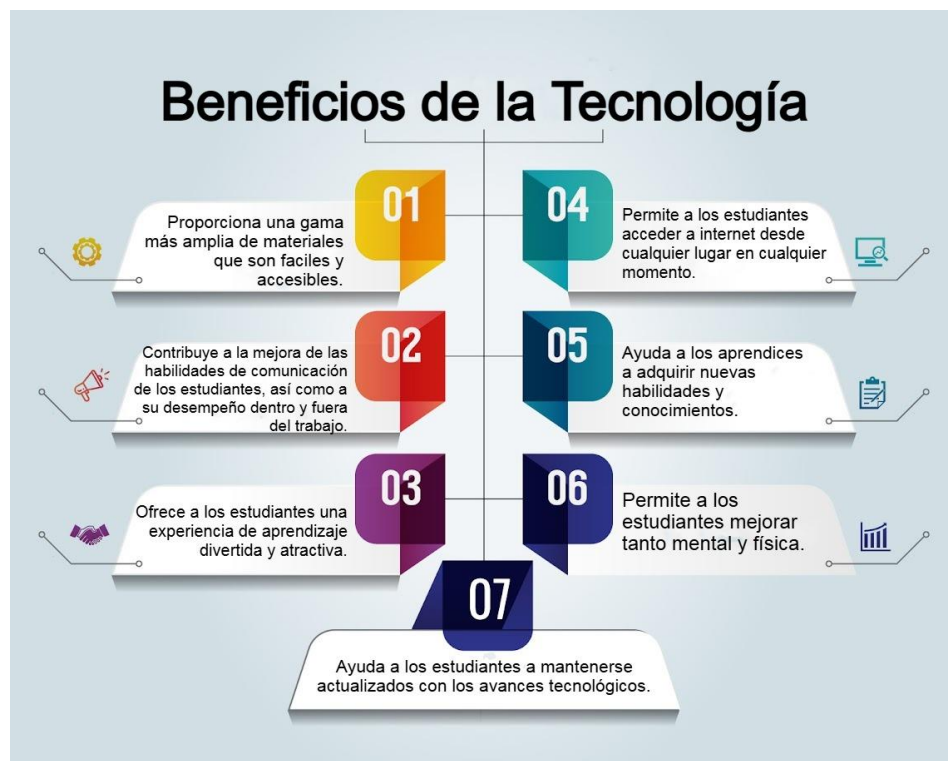 Beneficios de la Tecnología
01
Proporciona una gama
más amplia de materiales
que son faciles y
accesibles.
02
Contribuye a la mejora de las
habilidades de comunicación
de los estudiantes, así como a
su desempeño dentro y fuera
del trabajo.
03
Ofrece a los estudiantes una
experiencia de aprendizaje
divertida y atractiva.
04
Permite a los estudiantes
acceder a internet desde
cualquier lugar en cualquier
momento.
05
Ayuda a los aprendices
a adquirir nuevas
habilidades y
conocimientos.
06
Permite a los
estudiantes mejorar
tanto mental y física.
07
Ayuda a los estudiantes a mantenerse
actualizados con los avances tecnológicos.